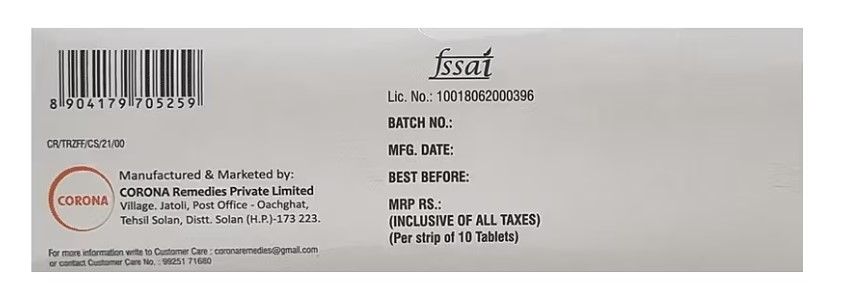 8 904179 705259
CR/TRZFF/CS/21/00
CORONA
Manufactured & Marketed by:
CORONA Remedies Private Limited
Village. Jatoli, Post Office - Oachghat,
Tehsil Solan, Distt. Solan (H.P.)-173 223.
For more information write to Customer Care : coronaremedies@gmail.com
or contact Customer Care No. : 99251 71680
fssai
Lic. No.: 10018062000396
BATCH NO.:
MFG. DATE:
BEST BEFORE:
MRP RS.:
(INCLUSIVE OF ALL TAXES)
(Per strip of 10 Tablets)